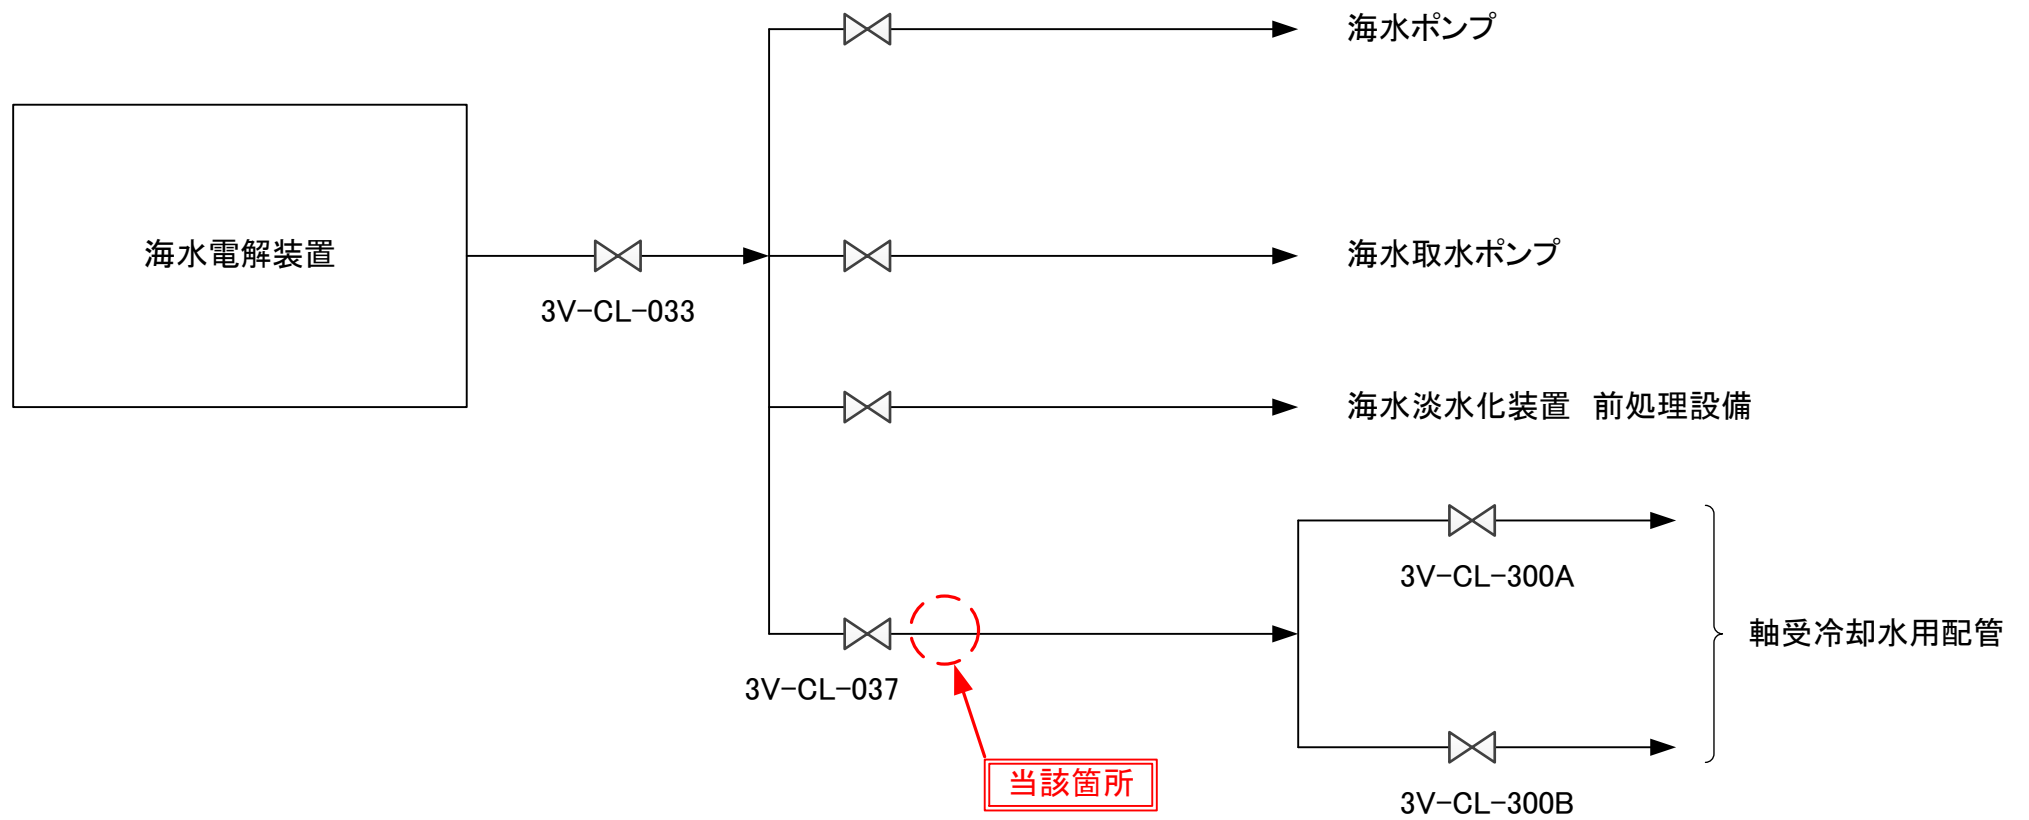 海水ポンプ
海水電解装置
海水取水ポンプ
3V-CL-033
海水淡水化装置　前処理設備
3V-CL-300A
軸受冷却水用配管
3V-CL-037
当該箇所
3V-CL-300B